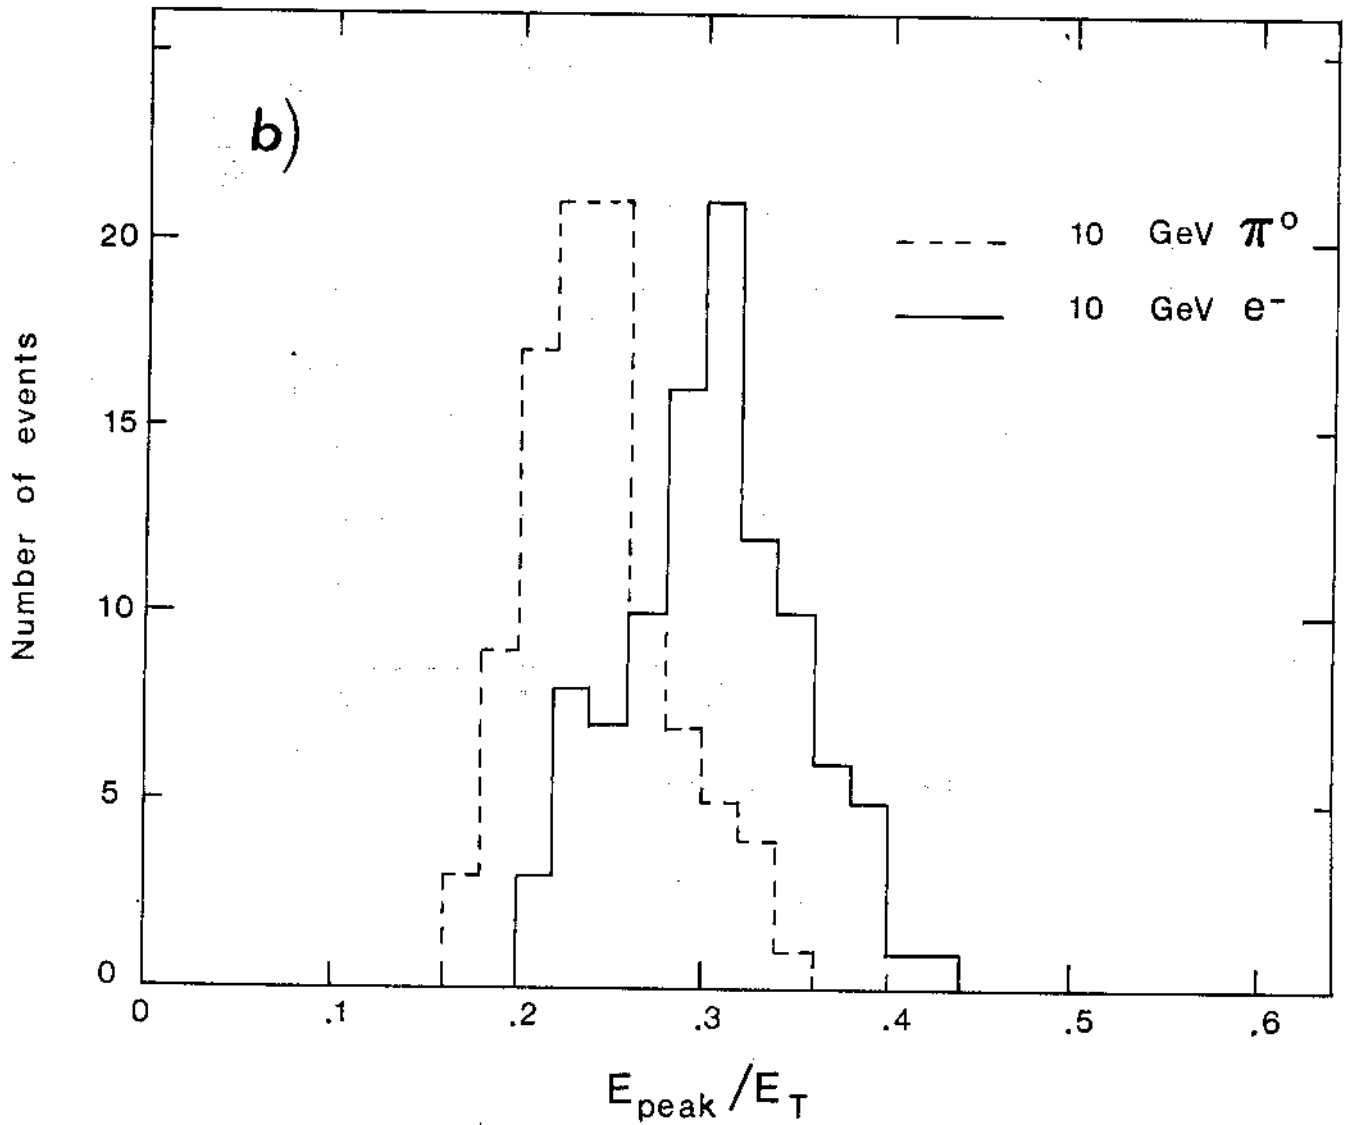 b)
10 GeV π⁰
10 GeV e⁻
Number of events
20
15
10
5
0
0 .1 .2 .3 .4 .5 .6
E_peak/E_T